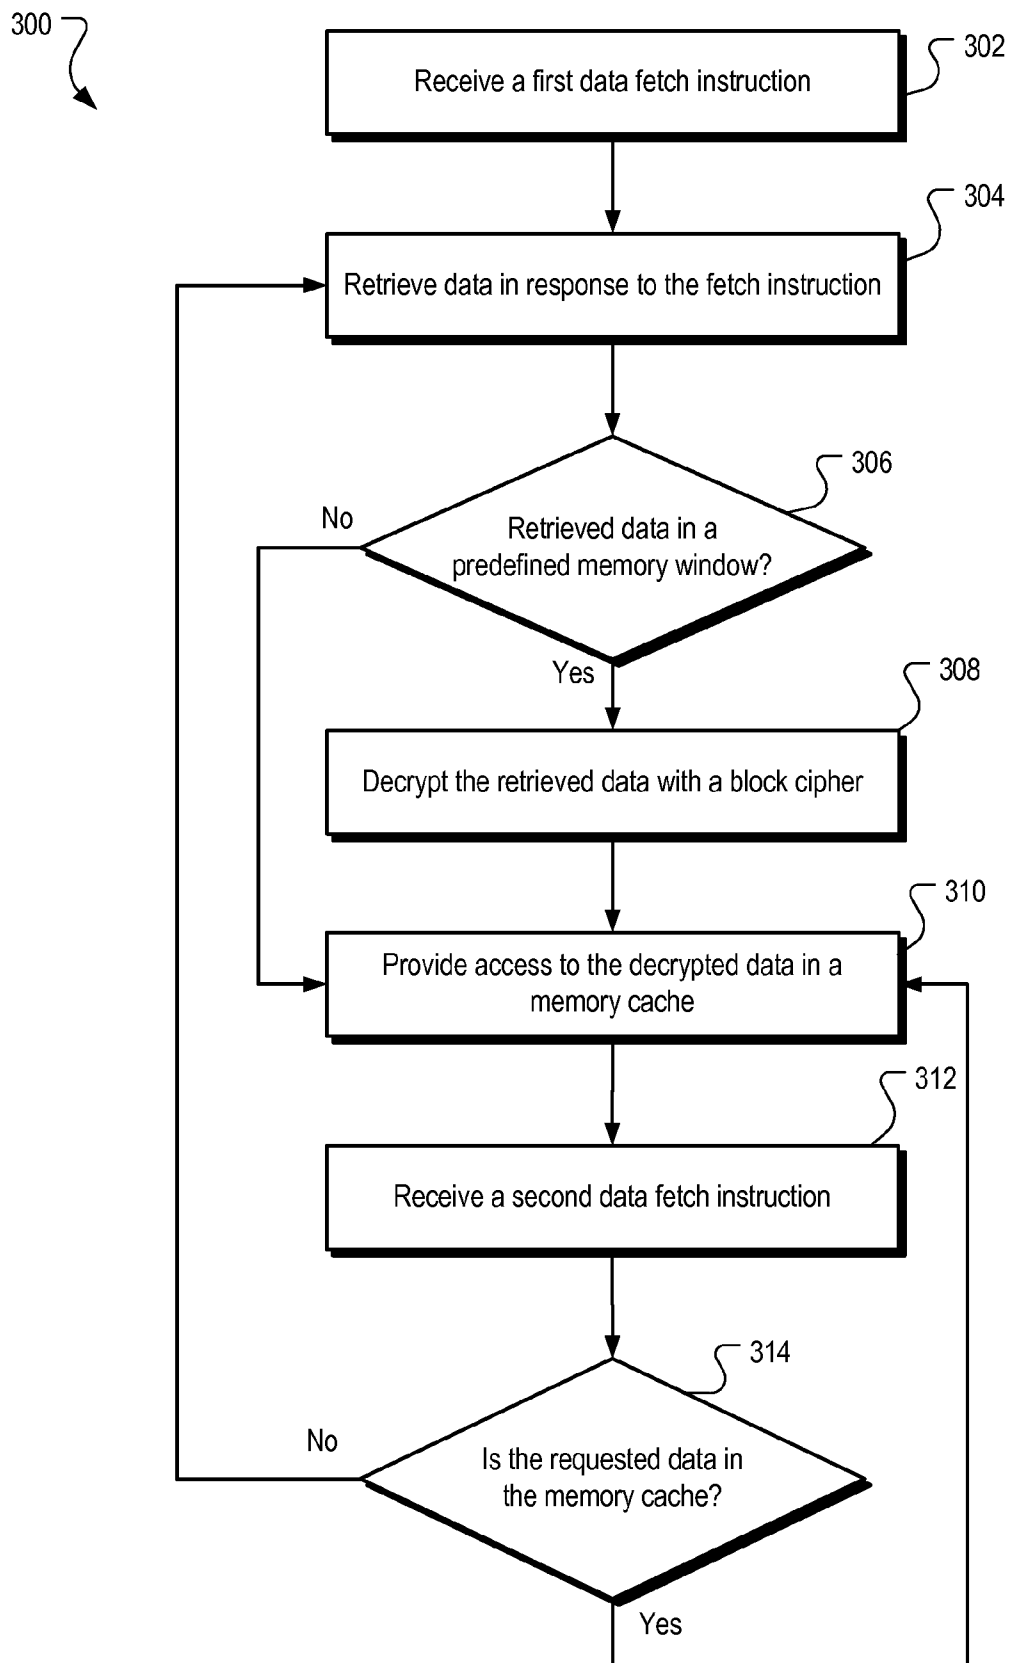 300
302
Receive a first data fetch instruction
304
Retrieve data in response to the fetch instruction
306
No
Retrieved data in a
predefined memory window?
Yes
308
Decrypt the retrieved data with a block cipher
310
Provide access to the decrypted data in a
memory cache
312
Receive a second data fetch instruction
314
No
Is the requested data in
the memory cache?
Yes